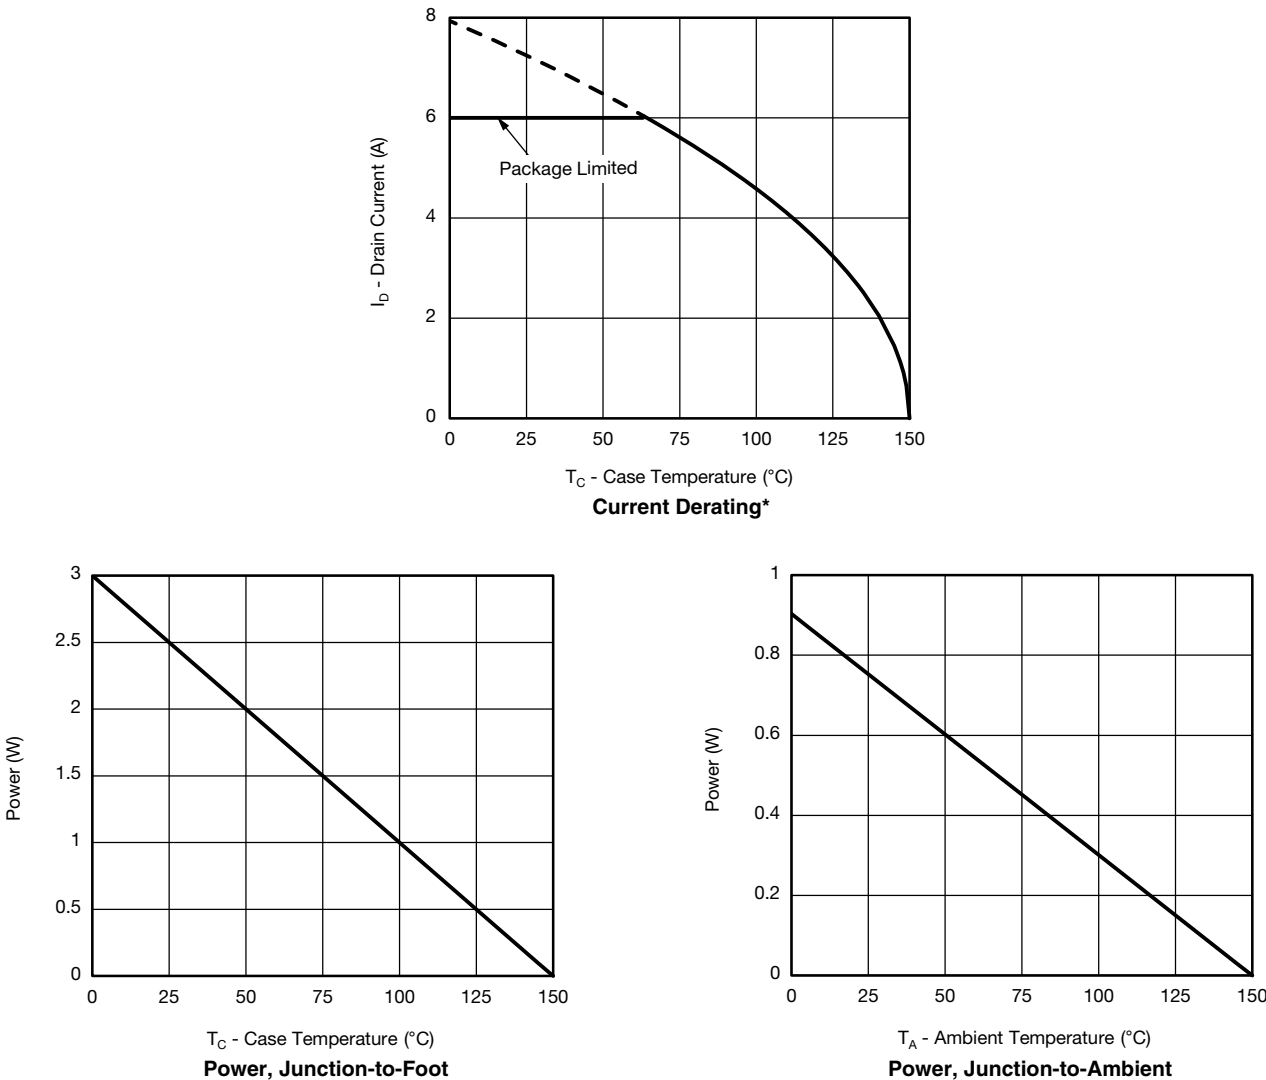 8
6
4
2
0
I_D - Drain Current (A)
Package Limited
0 25 50 75 100 125 150
T_C - Case Temperature (°C)
Current Derating*
3
2.5
2
1.5
1
0.5
0
Power (W)
0 25 50 75 100 125 150
T_C - Case Temperature (°C)
Power, Junction-to-Foot
1
0.8
0.6
0.4
0.2
0
Power (W)
0 25 50 75 100 125 150
T_A - Ambient Temperature (°C)
Power, Junction-to-Ambient